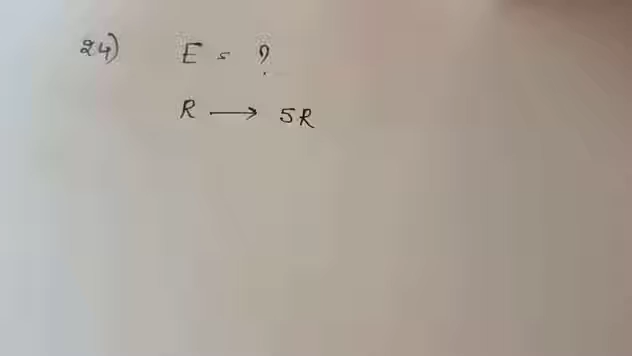 24) E = ?
R → 5R